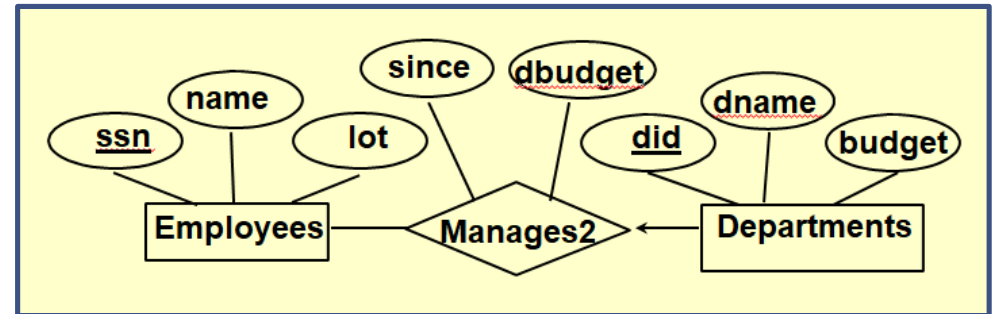 since
dbudget
name
dname
ssn
lot
did
budget
Employees
Manages2
Departments